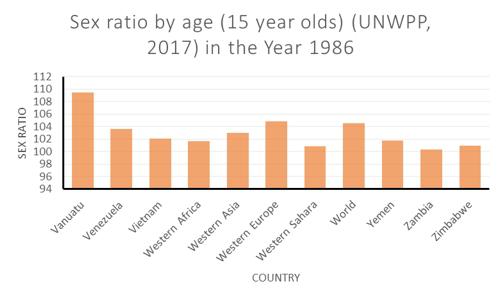 Sex ratio by age (15 year olds) (UNWPP,
2017) in the Year 1986
112
110
108
106
104
102
100
98
96
94
SEX RATIO
Vanuatu
Venezuela
Vietnam
Western Africa
Western Asia
Western Europe
Western Sahara
World
Yemen
Zambia
Zimbabwe
COUNTRY